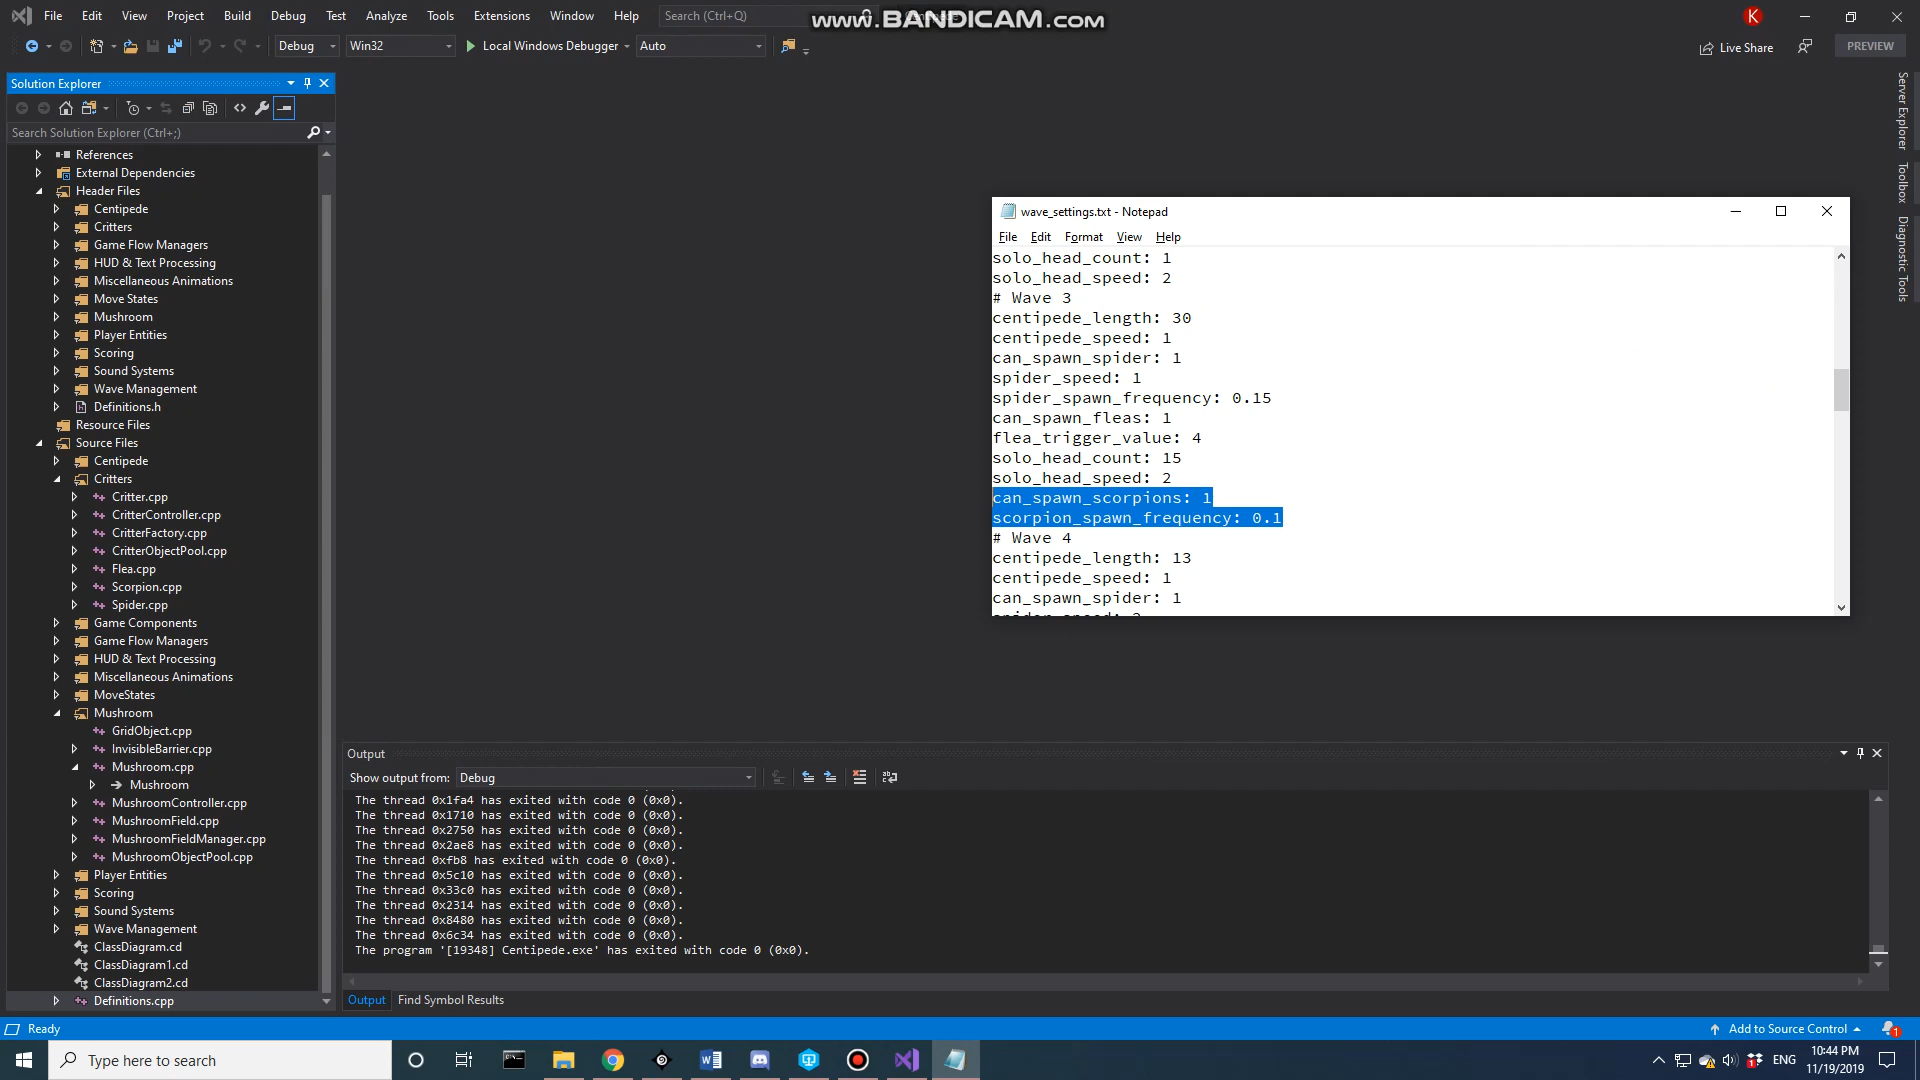 File Edit View Project Build Debug Test Analyze Tools Extensions Window Help Search (Ctrl+Q)
www.BANDICAM.com
K
Debug Win32 Local Windows Debugger Auto
Live Share PREVIEW
Solution Explorer
Search Solution Explorer (Ctrl+;)
References
External Dependencies
Header Files
Centipede
Critters
Game Flow Managers
HUD & Text Processing
Miscellaneous Animations
Move States
Mushroom
Player Entities
Scoring
Sound Systems
Wave Management
Definitions.h
Resource Files
Source Files
Centipede
Critters
Critter.cpp
CritterController.cpp
CritterFactory.cpp
CritterObjectPool.cpp
Flea.cpp
Scorpion.cpp
Spider.cpp
Game Components
Game Flow Managers
HUD & Text Processing
Miscellaneous Animations
MoveStates
Mushroom
GridObject.cpp
InvisibleBarrier.cpp
Mushroom.cpp
Mushroom
MushroomController.cpp
MushroomField.cpp
MushroomFieldManager.cpp
MushroomObjectPool.cpp
Player Entities
Scoring
Sound Systems
Wave Management
ClassDiagram.cd
ClassDiagram1.cd
ClassDiagram2.cd
Definitions.cpp
wave_settings.txt - Notepad
File Edit Format View Help
solo_head_count: 1
solo_head_speed: 2
# Wave 3
centipede_length: 30
centipede_speed: 1
can_spawn_spider: 1
spider_speed: 1
spider_spawn_frequency: 0.15
can_spawn_fleas: 1
flea_trigger_value: 4
solo_head_count: 15
solo_head_speed: 2
can_spawn_scorpions: 1
scorpion_spawn_frequency: 0.1
# Wave 4
centipede_length: 13
centipede_speed: 1
can_spawn_spider: 1
Server Explorer
Toolbox
Diagnostic Tools
Output
Show output from: Debug
The thread 0x1fa4 has exited with code 0 (0x0).
The thread 0x1710 has exited with code 0 (0x0).
The thread 0x2750 has exited with code 0 (0x0).
The thread 0x2ae8 has exited with code 0 (0x0).
The thread 0xfb8 has exited with code 0 (0x0).
The thread 0x5c10 has exited with code 0 (0x0).
The thread 0x33c0 has exited with code 0 (0x0).
The thread 0x2314 has exited with code 0 (0x0).
The thread 0x8480 has exited with code 0 (0x0).
The thread 0x6c34 has exited with code 0 (0x0).
The program '[19348] Centipede.exe' has exited with code 0 (0x0).
Output Find Symbol Results
Ready
Add to Source Control
1
Type here to search
ENG
10:44 PM
11/19/2019